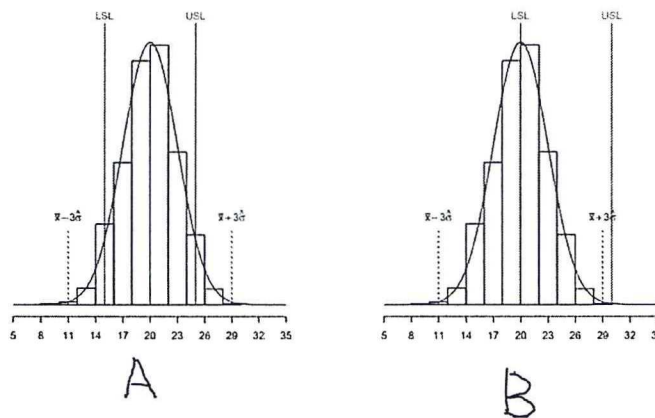 LSL USL
x̄−3σ̂ x̄+3σ̂
5 8 11 14 17 20 23 26 29 32 35
A
LSL USL
x̄−3σ̂ x̄+3σ̂
5 8 11 14 17 20 23 26 29 32
B